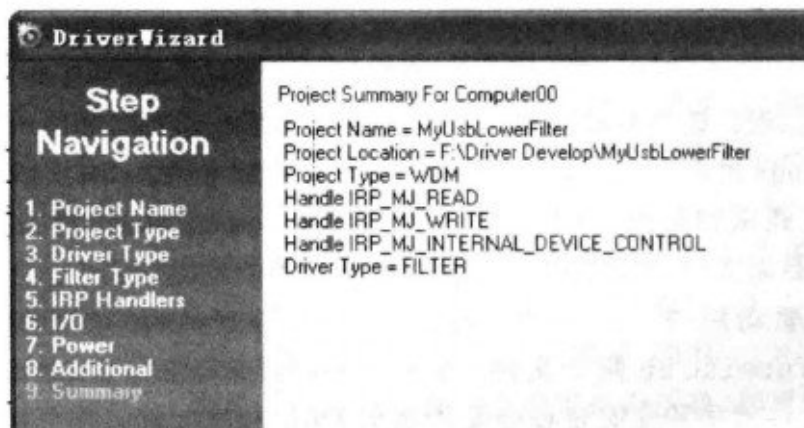 DriverWizard
Step
Navigation
1. Project Name
2. Project Type
3. Driver Type
4. Filter Type
5. IRP Handlers
6. I/O
7. Power
8. Additional
9. Summary
Project Summary For Computer00
Project Name = MyUsbLowerFilter
Project Location = F:\Driver Develop\MyUsbLowerFilter
Project Type = WDM
Handle IRP_MJ_READ
Handle IRP_MJ_WRITE
Handle IRP_MJ_INTERNAL_DEVICE_CONTROL
Driver Type = FILTER